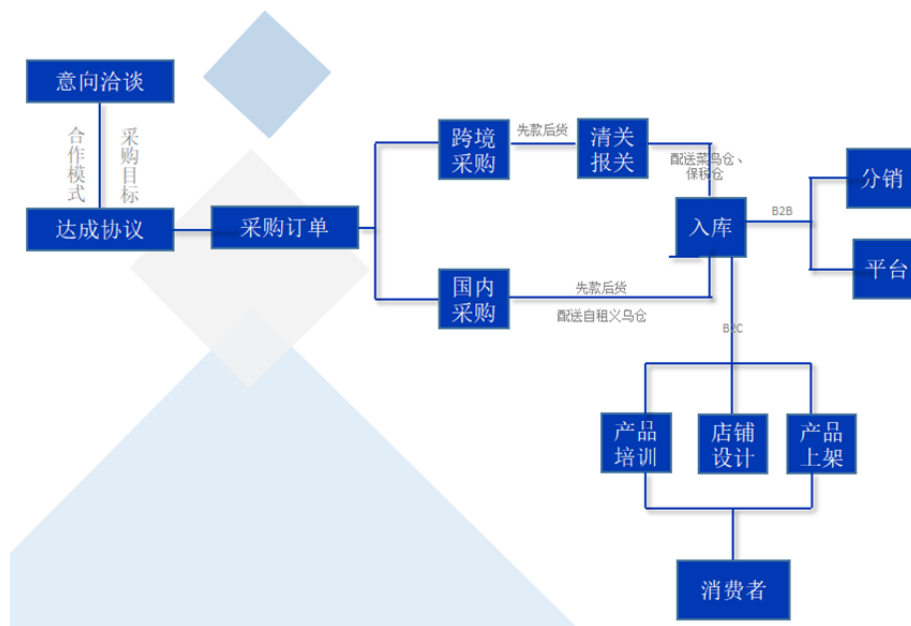 意向洽谈
合作模式
采购目标
达成协议
采购订单
跨境
采购
先款后货
清关
报关
配送菜鸟仓、
保税仓
国内
采购
先款后货
配送自租义乌仓
入库
B2B
分销
平台
B2C
产品
培训
店铺
设计
产品
上架
消费者